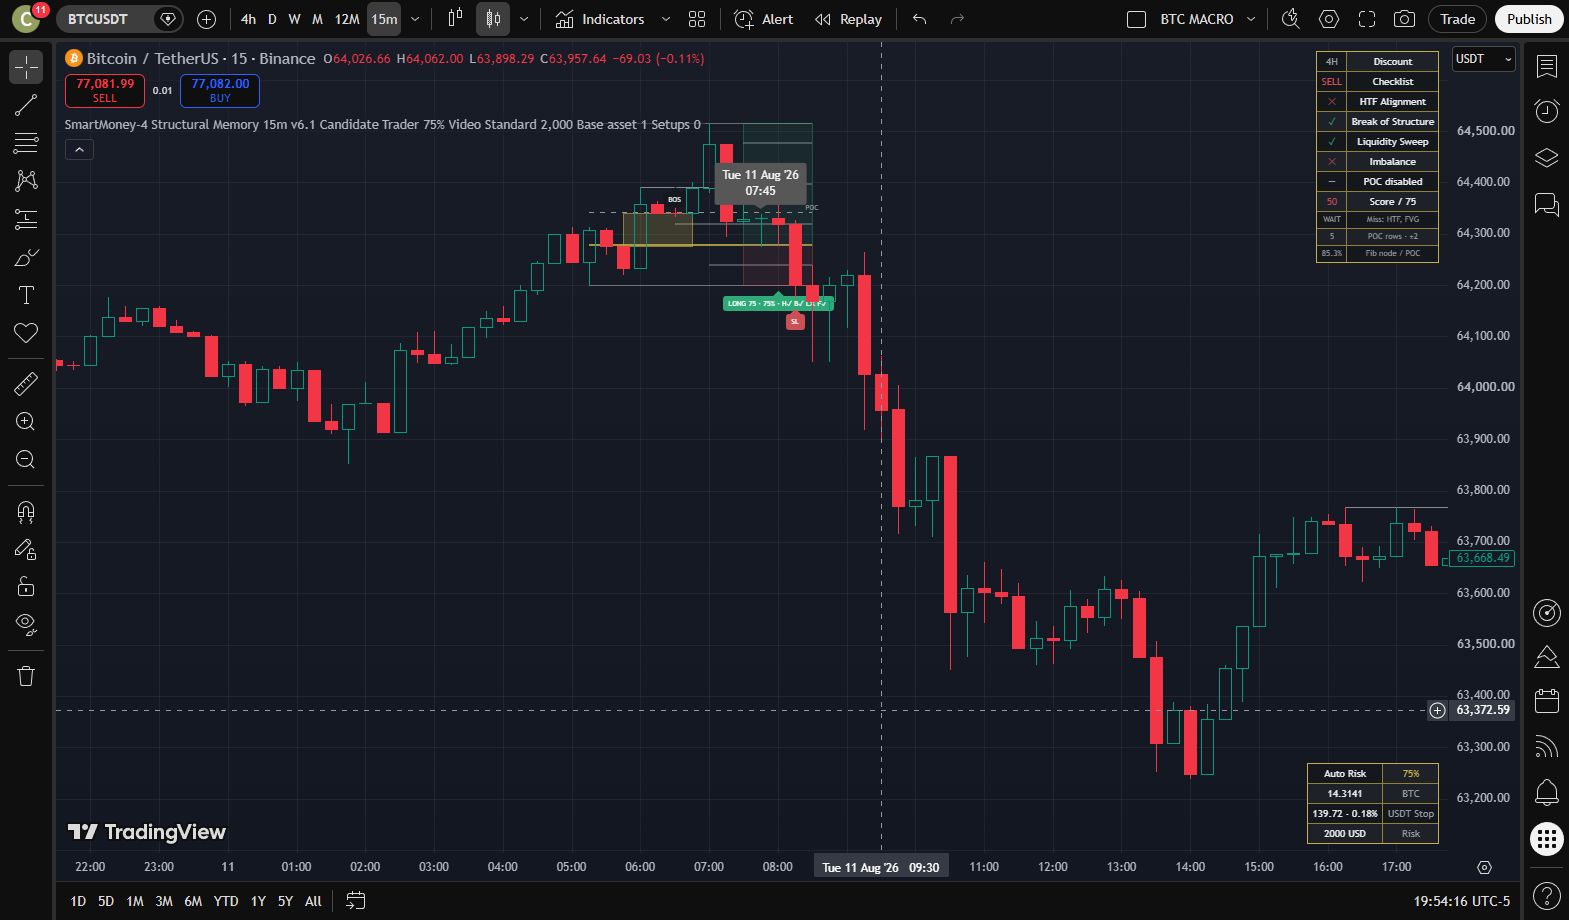 C
11
BTCUSDT
4h D W M 12M 15m
Indicators
Alert
Replay
BTC MACRO
Trade
Publish
Bitcoin / TetherUS · 15 · Binance O64,026.66 H64,062.00 L63,898.29 C63,957.64 −69.03 (−0.11%)
77,081.99
SELL
0.01
77,082.00
BUY
SmartMoney-4 Structural Memory 15m v6.1 Candidate Trader 75% Video Standard 2,000 Base asset 1 Setups 0
4H Discount
SELL Checklist
× HTF Alignment
✓ Break of Structure
✓ Liquidity Sweep
× Imbalance
— POC disabled
50 Score / 75
WAIT Miss: HTF, FVG
5 POC rows · ±2
85.3% Fib node / POC
USDT
BOS
Tue 11 Aug '26
07:45
POC
SL
64,500.00
64,400.00
64,300.00
64,200.00
64,100.00
64,000.00
63,900.00
63,800.00
63,700.00
63,668.49
63,600.00
63,500.00
63,400.00
63,372.59
63,300.00
63,200.00
Auto Risk 75%
14.3141 BTC
139.72 - 0.18% USDT Stop
2000 USD Risk
TradingView
22:00 23:00 11 01:00 02:00 03:00 04:00 05:00 06:00 07:00 08:00 Tue 11 Aug '26 09:30 11:00 12:00 13:00 14:00 15:00 16:00 17:00
1D 5D 1M 3M 6M YTD 1Y 5Y All
19:54:16 UTC-5